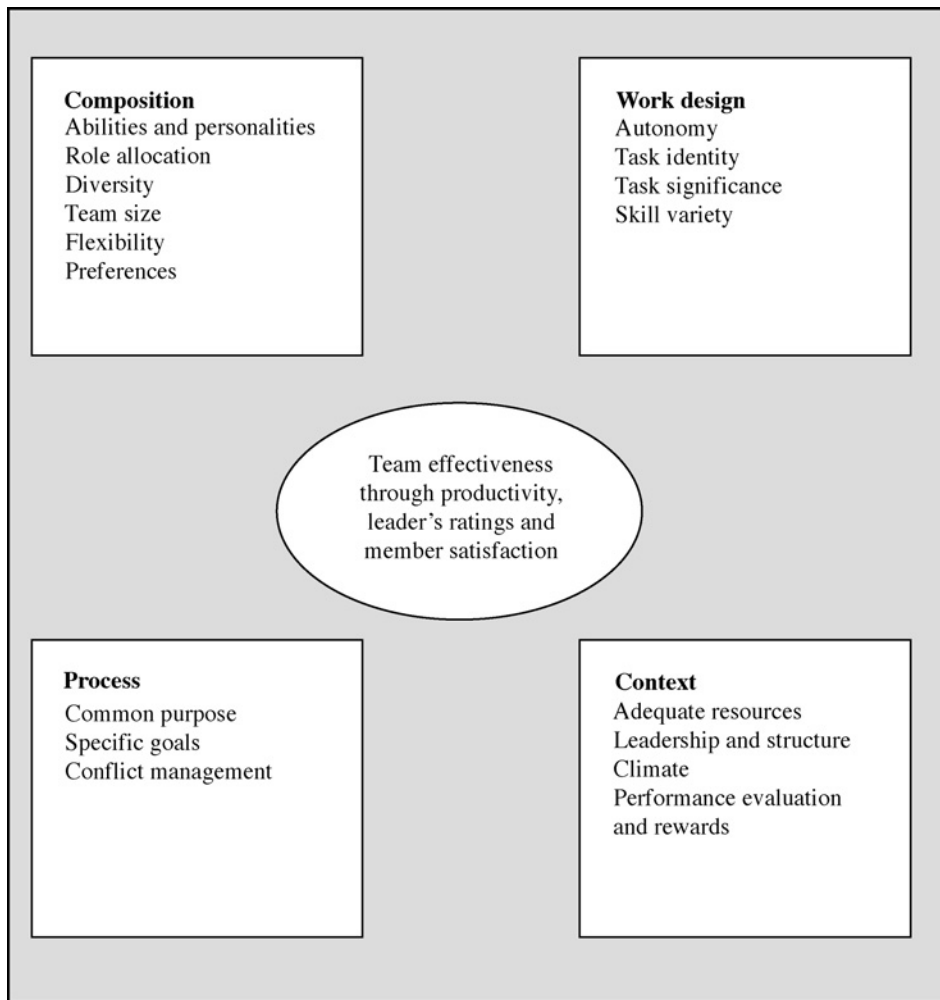 Composition
Abilities and personalities
Role allocation
Diversity
Team size
Flexibility
Preferences
Work design
Autonomy
Task identity
Task significance
Skill variety
Team effectiveness
through productivity,
leader’s ratings and
member satisfaction
Process
Common purpose
Specific goals
Conflict management
Context
Adequate resources
Leadership and structure
Climate
Performance evaluation
and rewards